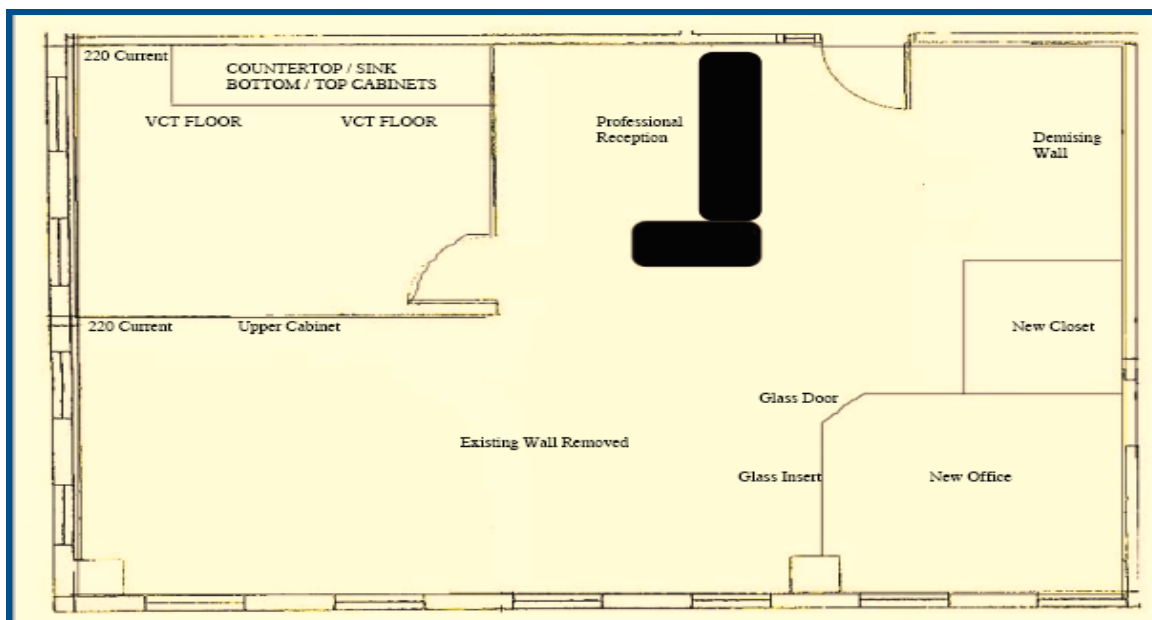 220 Current
COUNTERTOP / SINK
BOTTOM / TOP CABINETS
VCT FLOOR
VCT FLOOR
Professional
Reception
Demising
Wall
220 Current
Upper Cabinet
New Closet
Glass Door
Existing Wall Removed
Glass Insert
New Office